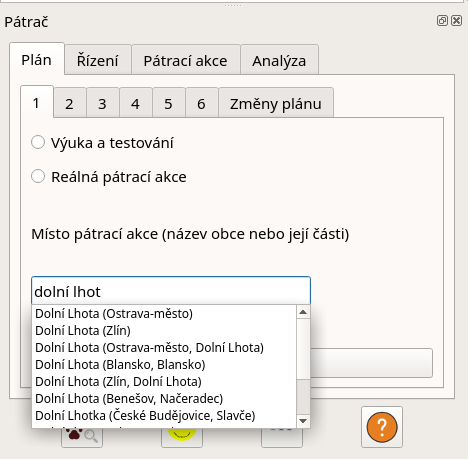 Pátrač
Plán
Řízení
Pátrací akce
Analýza
1
2
3
4
5
6
Změny plánu
Výuka a testování
Reálná pátrací akce
Místo pátrací akce (název obce nebo její části)
dolní lhot
Dolní Lhota (Ostrava-město)
Dolní Lhota (Zlín)
Dolní Lhota (Ostrava-město, Dolní Lhota)
Dolní Lhota (Blansko, Blansko)
Dolní Lhota (Zlín, Dolní Lhota)
Dolní Lhota (Benešov, Načeradec)
Dolní Lhotka (České Budějovice, Slavče)
?